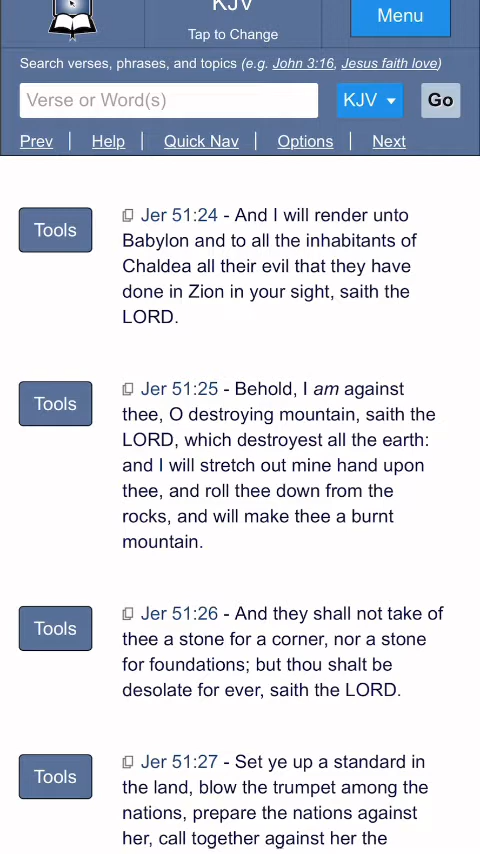 KJV
Tap to Change
Menu
Search verses, phrases, and topics (e.g. John 3:16, Jesus faith love)
Verse or Word(s)
KJV
Go
Prev | Help | Quick Nav | Options | Next
Tools
Jer 51:24 - And I will render unto
Babylon and to all the inhabitants of
Chaldea all their evil that they have
done in Zion in your sight, saith the
LORD.
Tools
Jer 51:25 - Behold, I am against
thee, O destroying mountain, saith the
LORD, which destroyest all the earth:
and I will stretch out mine hand upon
thee, and roll thee down from the
rocks, and will make thee a burnt
mountain.
Tools
Jer 51:26 - And they shall not take of
thee a stone for a corner, nor a stone
for foundations; but thou shalt be
desolate for ever, saith the LORD.
Tools
Jer 51:27 - Set ye up a standard in
the land, blow the trumpet among the
nations, prepare the nations against
her, call together against her the